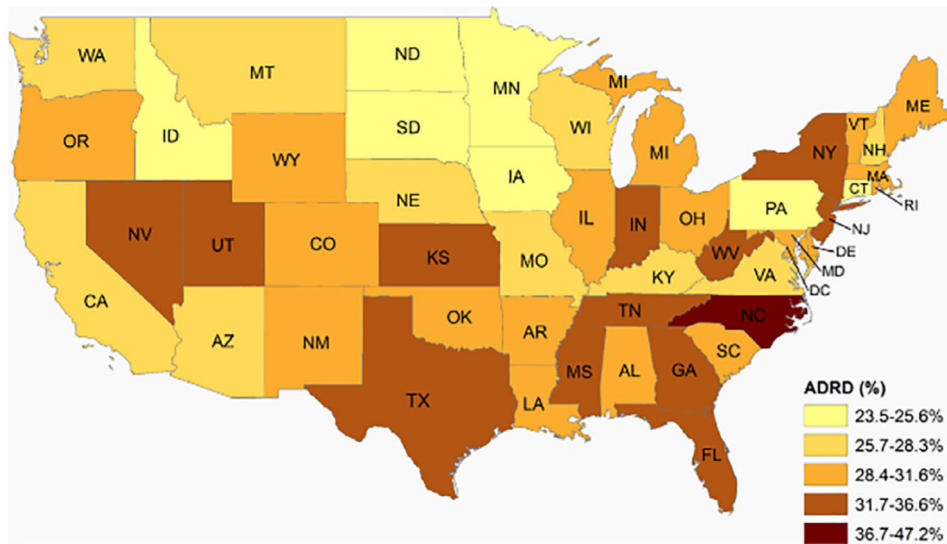 WA
MT
ND
MN
MI
ME
OR
ID
SD
WI
VT
NH
NY
WY
MI
MA
IA
CT
RI
NE
PA
NV
UT
CO
IL
IN
OH
NJ
KS
MO
WV
DE
MD
CA
KY
VA
DC
AZ
NM
OK
AR
TN
NC
SC
MS
AL
GA
TX
LA
FL
ADRD (%)
23.5-25.6%
25.7-28.3%
28.4-31.6%
31.7-36.6%
36.7-47.2%